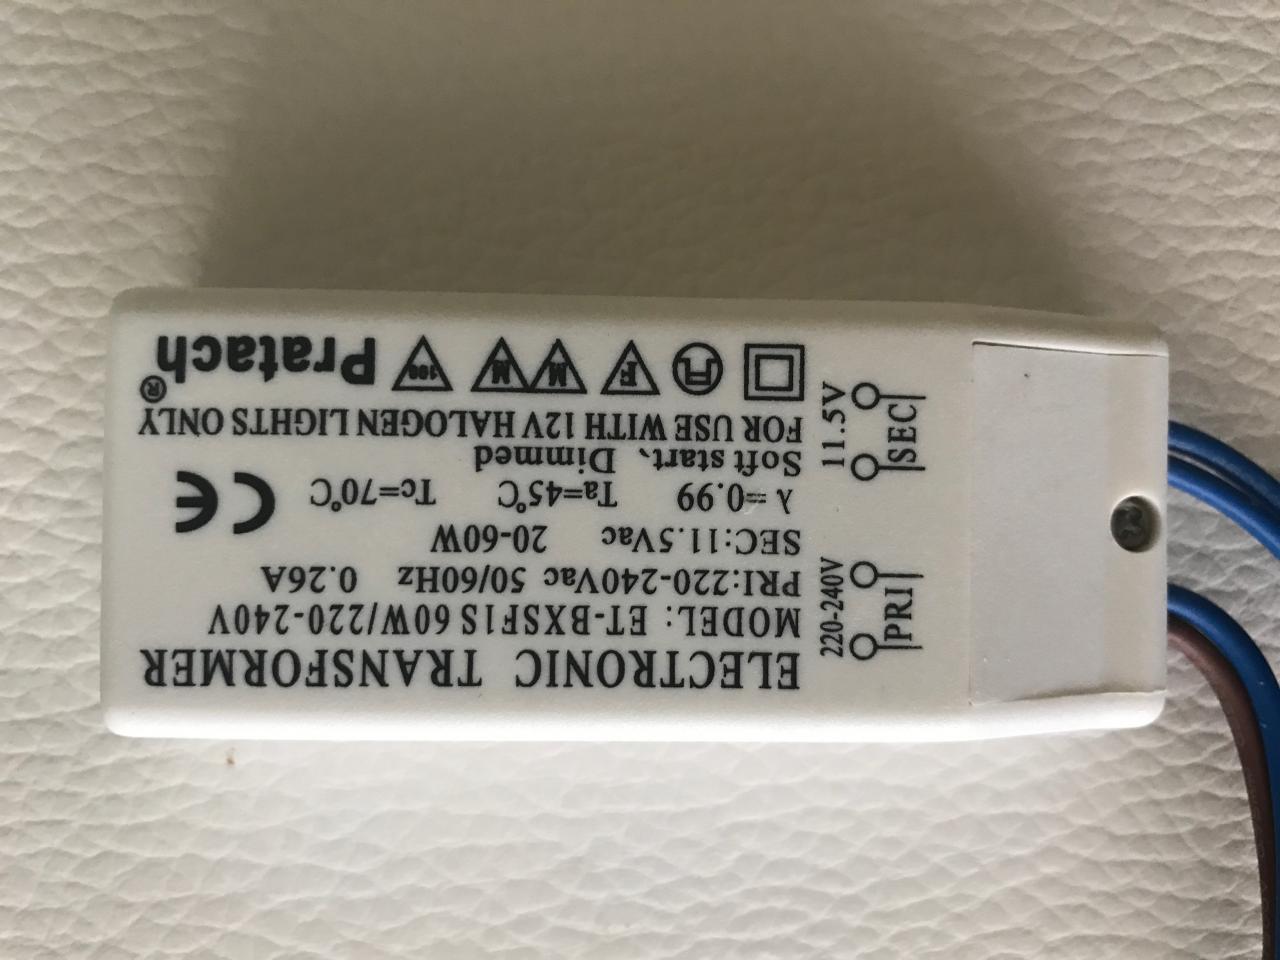 ELECTRONIC TRANSFORMER
MODEL: ET-BXSF1S 60W/220-240V
PRI:220-240Vac 50/60Hz 0.26A
SEC:11.5Vac 20-60W
λ=0.99 Ta=45°C Tc=70°C
CE
Soft start、Dimmed
FOR USE WITH 12V HALOGEN LIGHTS ONLY
F M M 100 Pratach®
220-240V
PRI
11.5V
SEC